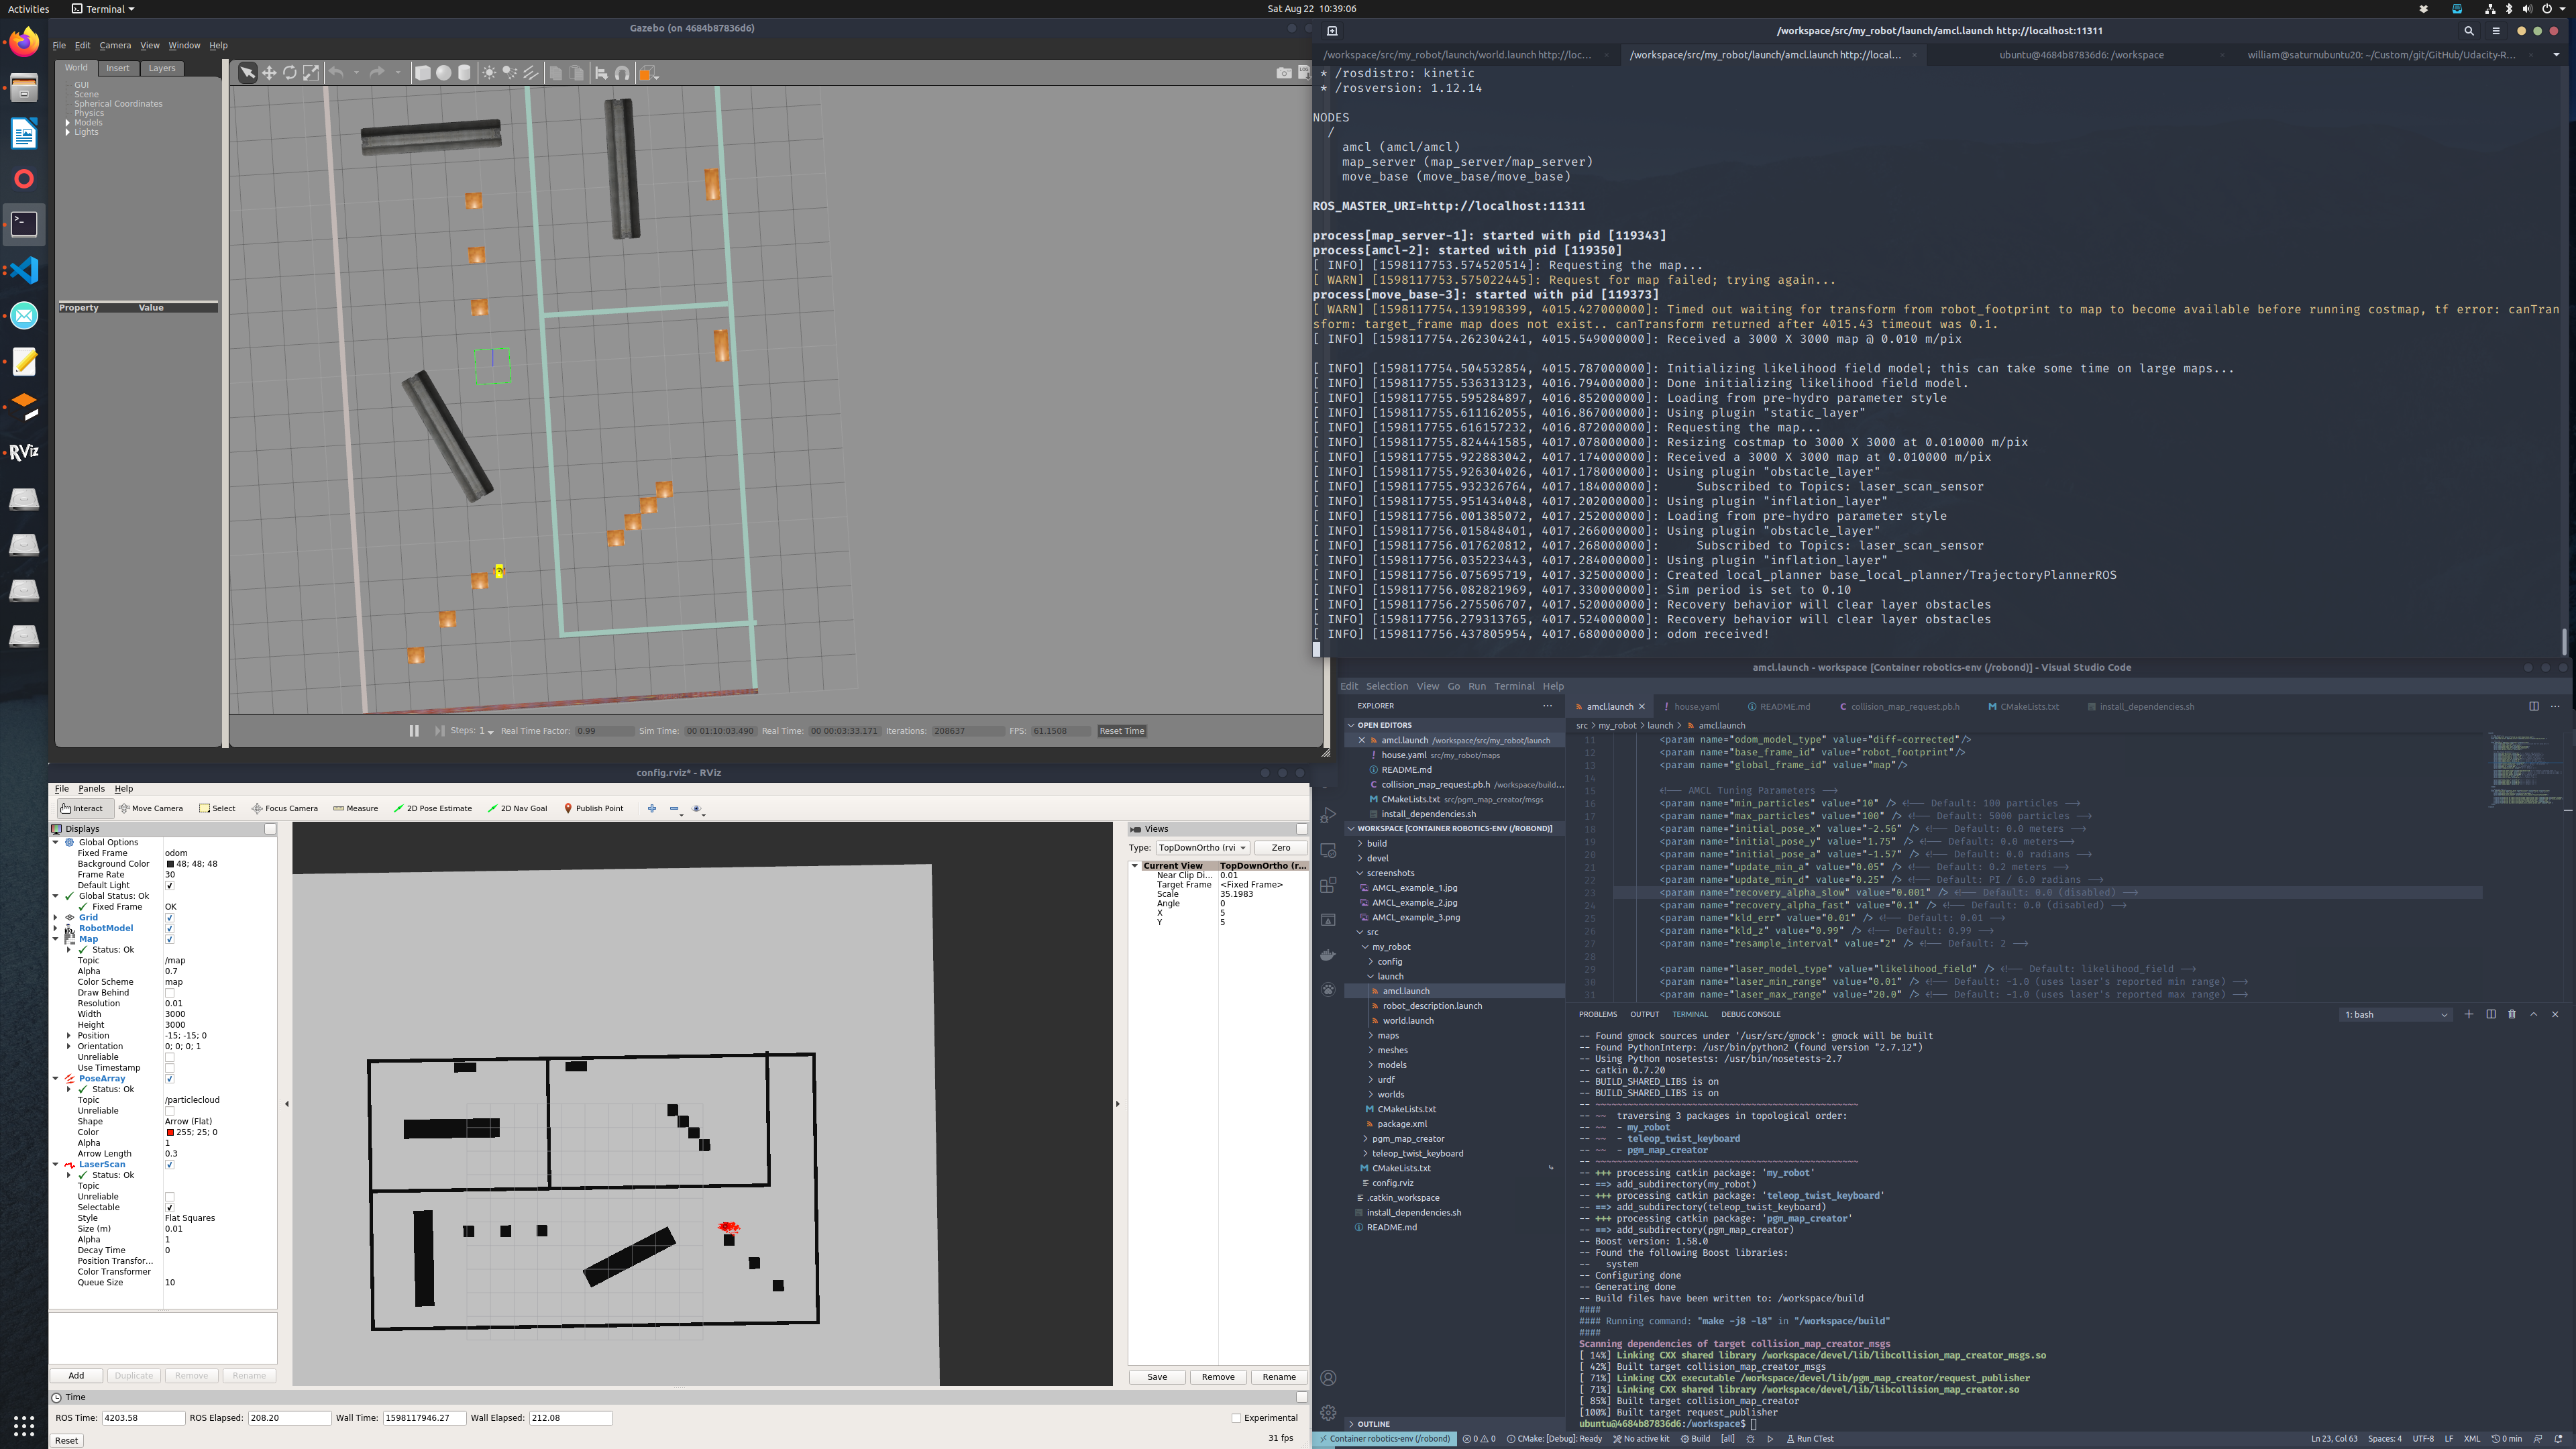 Activities
Terminal
Sat Aug 22 10:39:06
Gazebo (on 4684b87836d6)
File Edit Camera View Window Help
World Insert Layers
GUI
Scene
Spherical Coordinates
Physics
Models
Lights
Property Value
Steps: 1 Real Time Factor: 0.99 Sim Time: 00 01:10:03.490 Real Time: 00 00:03:33.171 Iterations: 208637 FPS: 61.1508 Reset Time
/workspace/src/my_robot/launch/amcl.launch http://localhost:11311
/workspace/src/my_robot/launch/world.launch http://loc...
/workspace/src/my_robot/launch/amcl.launch http://local...
ubuntu@4684b87836d6: /workspace
william@saturnubuntu20: ~/Custom/git/GitHub/Udacity-R...
* /rosdistro: kinetic
* /rosversion: 1.12.14
NODES
/
amcl (amcl/amcl)
map_server (map_server/map_server)
move_base (move_base/move_base)
ROS_MASTER_URI=http://localhost:11311
process[map_server-1]: started with pid [119343]
process[amcl-2]: started with pid [119350]
[ INFO] [1598117753.574520514]: Requesting the map...
[ WARN] [1598117753.575022445]: Request for map failed; trying again...
process[move_base-3]: started with pid [119373]
[ WARN] [1598117754.139198399, 4015.427000000]: Timed out waiting for transform from robot_footprint to map to become available before running costmap, tf error: canTran
sform: target_frame map does not exist.. canTransform returned after 4015.43 timeout was 0.1.
[ INFO] [1598117754.262304241, 4015.549000000]: Received a 3000 X 3000 map @ 0.010 m/pix
[ INFO] [1598117754.504532854, 4015.787000000]: Initializing likelihood field model; this can take some time on large maps...
[ INFO] [1598117755.536313123, 4016.794000000]: Done initializing likelihood field model.
[ INFO] [1598117755.595284897, 4016.852000000]: Loading from pre-hydro parameter style
[ INFO] [1598117755.611162055, 4016.867000000]: Using plugin "static_layer"
[ INFO] [1598117755.616157232, 4016.872000000]: Requesting the map...
[ INFO] [1598117755.824441585, 4017.078000000]: Resizing costmap to 3000 X 3000 at 0.010000 m/pix
[ INFO] [1598117755.922883042, 4017.174000000]: Received a 3000 X 3000 map at 0.010000 m/pix
[ INFO] [1598117755.926304026, 4017.178000000]: Using plugin "obstacle_layer"
[ INFO] [1598117755.932326764, 4017.184000000]: Subscribed to Topics: laser_scan_sensor
[ INFO] [1598117755.951434048, 4017.202000000]: Using plugin "inflation_layer"
[ INFO] [1598117756.001385072, 4017.252000000]: Loading from pre-hydro parameter style
[ INFO] [1598117756.015848401, 4017.266000000]: Using plugin "obstacle_layer"
[ INFO] [1598117756.017620812, 4017.268000000]: Subscribed to Topics: laser_scan_sensor
[ INFO] [1598117756.035223443, 4017.284000000]: Using plugin "inflation_layer"
[ INFO] [1598117756.075695719, 4017.325000000]: Created local_planner base_local_planner/TrajectoryPlannerROS
[ INFO] [1598117756.082821969, 4017.330000000]: Sim period is set to 0.10
[ INFO] [1598117756.275506707, 4017.520000000]: Recovery behavior will clear layer obstacles
[ INFO] [1598117756.279313765, 4017.524000000]: Recovery behavior will clear layer obstacles
[ INFO] [1598117756.437805954, 4017.680000000]: odom received!
RViz
config.rviz* - RViz
File Panels Help
Interact Move Camera Select Focus Camera Measure 2D Pose Estimate 2D Nav Goal Publish Point
Displays
Global Options
Fixed Frame odom
Background Color 48; 48; 48
Frame Rate 30
Default Light
Global Status: Ok
Fixed Frame OK
Grid
RobotModel
Map
Status: Ok
Topic /map
Alpha 0.7
Color Scheme map
Draw Behind
Resolution 0.01
Width 3000
Height 3000
Position -15; -15; 0
Orientation 0; 0; 0; 1
Unreliable
Use Timestamp
PoseArray
Status: Ok
Topic /particlecloud
Unreliable
Shape Arrow (Flat)
Color 255; 25; 0
Alpha 1
Arrow Length 0.3
LaserScan
Status: Ok
Topic
Unreliable
Selectable
Style Flat Squares
Size (m) 0.01
Alpha 1
Decay Time 0
Position Transfor...
Color Transformer
Queue Size 10
Add Duplicate Remove Rename
Views
Type: TopDownOrtho (rvi Zero
Current View TopDownOrtho (r...
Near Clip Di... 0.01
Target Frame <Fixed Frame>
Scale 35.1983
Angle 0
X 5
Y 5
Save Remove Rename
Time
ROS Time: 4203.58 ROS Elapsed: 208.20 Wall Time: 1598117946.27 Wall Elapsed: 212.08 Experimental
Reset
31 fps
amcl.launch - workspace [Container robotics-env (/robond)] - Visual Studio Code
Edit Selection View Go Run Terminal Help
EXPLORER
OPEN EDITORS
amcl.launch /workspace/src/my_robot/launch
house.yaml src/my_robot/maps
README.md
collision_map_request.pb.h /workspace/build...
CMakeLists.txt src/pgm_map_creator/msgs
install_dependencies.sh
WORKSPACE [CONTAINER ROBOTICS-ENV (/ROBOND)]
build
devel
screenshots
AMCL_example_1.jpg
AMCL_example_2.jpg
AMCL_example_3.png
src
my_robot
config
launch
amcl.launch
robot_description.launch
world.launch
maps
meshes
models
urdf
worlds
CMakeLists.txt
package.xml
pgm_map_creator
teleop_twist_keyboard
CMakeLists.txt
config.rviz
.catkin_workspace
install_dependencies.sh
README.md
OUTLINE
amcl.launch house.yaml README.md collision_map_request.pb.h CMakeLists.txt install_dependencies.sh
src > my_robot > launch > amcl.launch
11 <param name="odom_model_type" value="diff-corrected"/>
12 <param name="base_frame_id" value="robot_footprint"/>
13 <param name="global_frame_id" value="map"/>
14
15 <!-- AMCL Tuning Parameters -->
16 <param name="min_particles" value="10" /> <!-- Default: 100 particles -->
17 <param name="max_particles" value="100" /> <!-- Default: 5000 particles -->
18 <param name="initial_pose_x" value="-2.56" /> <!-- Default: 0.0 meters -->
19 <param name="initial_pose_y" value="1.75" /> <!-- Default: 0.0 meters-->
20 <param name="initial_pose_a" value="-1.57" /> <!-- Default: 0.0 radians -->
21 <param name="update_min_a" value="0.05" /> <!-- Default: 0.2 meters -->
22 <param name="update_min_d" value="0.25" /> <!-- Default: PI / 6.0 radians -->
23 <param name="recovery_alpha_slow" value="0.001" /> <!-- Default: 0.0 (disabled) -->
24 <param name="recovery_alpha_fast" value="0.1" /> <!-- Default: 0.0 (disabled) -->
25 <param name="kld_err" value="0.01" /> <!-- Default: 0.01 -->
26 <param name="kld_z" value="0.99" /> <!-- Default: 0.99 -->
27 <param name="resample_interval" value="2" /> <!-- Default: 2 -->
28
29 <param name="laser_model_type" value="likelihood_field" /> <!-- Default: likelihood_field -->
30 <param name="laser_min_range" value="0.01" /> <!-- Default: -1.0 (uses laser's reported min range) -->
31 <param name="laser_max_range" value="20.0" /> <!-- Default: -1.0 (uses laser's reported max range) -->
PROBLEMS OUTPUT TERMINAL DEBUG CONSOLE
1: bash
-- Found gmock sources under '/usr/src/gmock': gmock will be built
-- Found PythonInterp: /usr/bin/python2 (found version "2.7.12")
-- Using Python nosetests: /usr/bin/nosetests-2.7
-- catkin 0.7.20
-- BUILD_SHARED_LIBS is on
-- BUILD_SHARED_LIBS is on
-- ~~~~~~~~~~~~~~~~~~~~~~~~~~~~~~~~~~~~~~~~~~~~~~~~~
-- ~~ traversing 3 packages in topological order:
-- ~~ - my_robot
-- ~~ - teleop_twist_keyboard
-- ~~ - pgm_map_creator
-- ~~~~~~~~~~~~~~~~~~~~~~~~~~~~~~~~~~~~~~~~~~~~~~~~~
-- +++ processing catkin package: 'my_robot'
-- ==> add_subdirectory(my_robot)
-- +++ processing catkin package: 'teleop_twist_keyboard'
-- ==> add_subdirectory(teleop_twist_keyboard)
-- +++ processing catkin package: 'pgm_map_creator'
-- ==> add_subdirectory(pgm_map_creator)
-- Boost version: 1.58.0
-- Found the following Boost libraries:
-- system
-- Configuring done
-- Generating done
-- Build files have been written to: /workspace/build
####
#### Running command: "make -j8 -l8" in "/workspace/build"
####
Scanning dependencies of target collision_map_creator_msgs
[ 14%] Linking CXX shared library /workspace/devel/lib/libcollision_map_creator_msgs.so
[ 42%] Built target collision_map_creator_msgs
[ 71%] Linking CXX executable /workspace/devel/lib/pgm_map_creator/request_publisher
[ 71%] Linking CXX shared library /workspace/devel/lib/libcollision_map_creator.so
[ 85%] Built target collision_map_creator
[100%] Built target request_publisher
ubuntu@4684b87836d6:/workspace$
Container robotics-env (/robond) 0 0 CMake: [Debug]: Ready No active kit Build [all] Run CTest
Ln 23, Col 63 Spaces: 4 UTF-8 LF XML 0 min